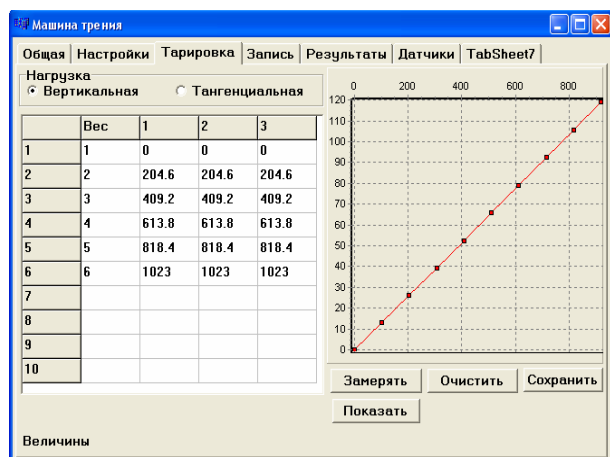 Машина трения
Общая Настройки Тарировка Запись Результаты Датчики TabSheet7
Нагрузка
Вертикальная Тангенциальная
Вес 1 2 3
1 1 0 0 0
2 2 204.6 204.6 204.6
3 3 409.2 409.2 409.2
4 4 613.8 613.8 613.8
5 5 818.4 818.4 818.4
6 6 1023 1023 1023
7
8
9
10
0 200 400 600 800
120
110
100
90
80
70
60
50
40
30
20
10
0
Замерять Очистить Сохранить
Показать
Величины